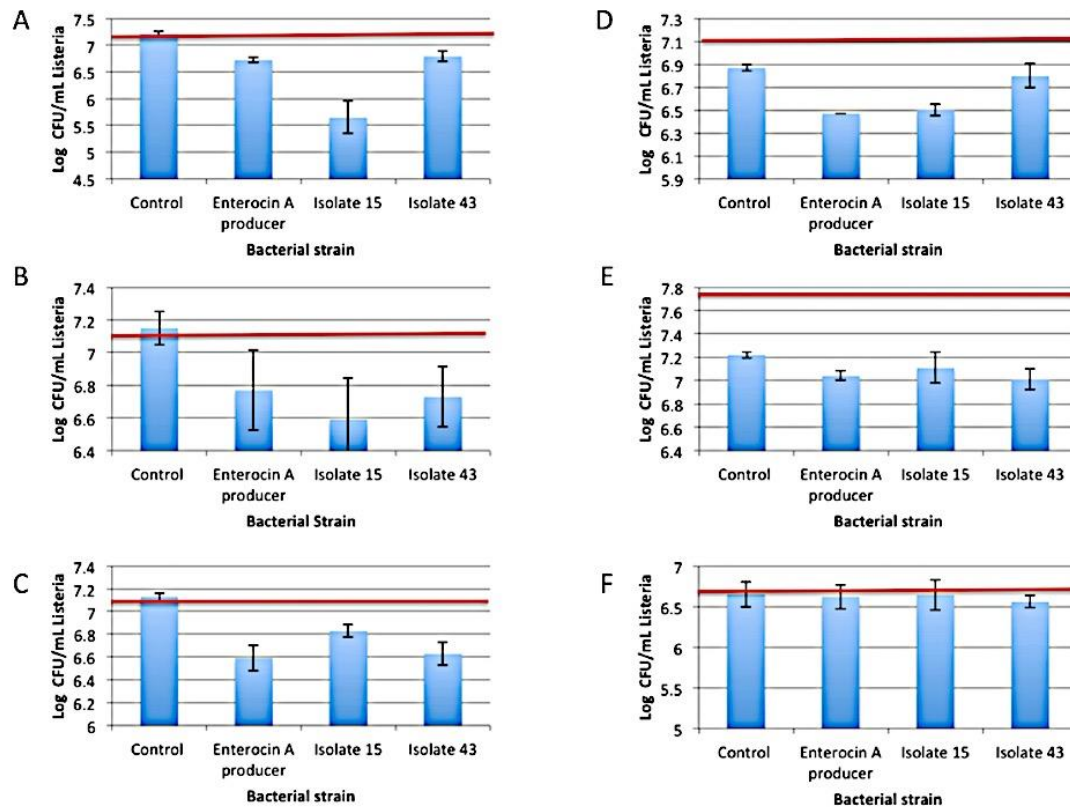 A
Log CFU/mL Listeria
7.5
7
6.5
6
5.5
5
4.5
Control
Enterocin A
producer
Isolate 15
Isolate 43
Bacterial strain
B
Log CFU/mL Listeria
7.4
7.2
7
6.8
6.6
6.4
Control
Enterocin A
producer
Isolate 15
Isolate 43
Bacterial Strain
C
Log CFU/mL Listeria
7.4
7.2
7
6.8
6.6
6.4
6.2
6
Control
Enterocin A
producer
Isolate 15
Isolate 43
Bacterial strain
D
Log CFU/mL Listeria
7.3
7.1
6.9
6.5
6.3
6.1
5.9
Control
Enterocin A
producer
Isolate 15
Isolate 43
Bacterial strain
E
Log CFU/mL Listeria
7.8
7.6
7.4
7.2
7
6.8
6.6
6.4
Control
Enterocin A
producer
Isolate 15
Isolate 43
Bacterial strain
F
Log CFU/mL Listeria
7
6.5
6
5.5
5
Control
Enterocin A
producer
Isolate 15
Isolate 43
Bacterial strain